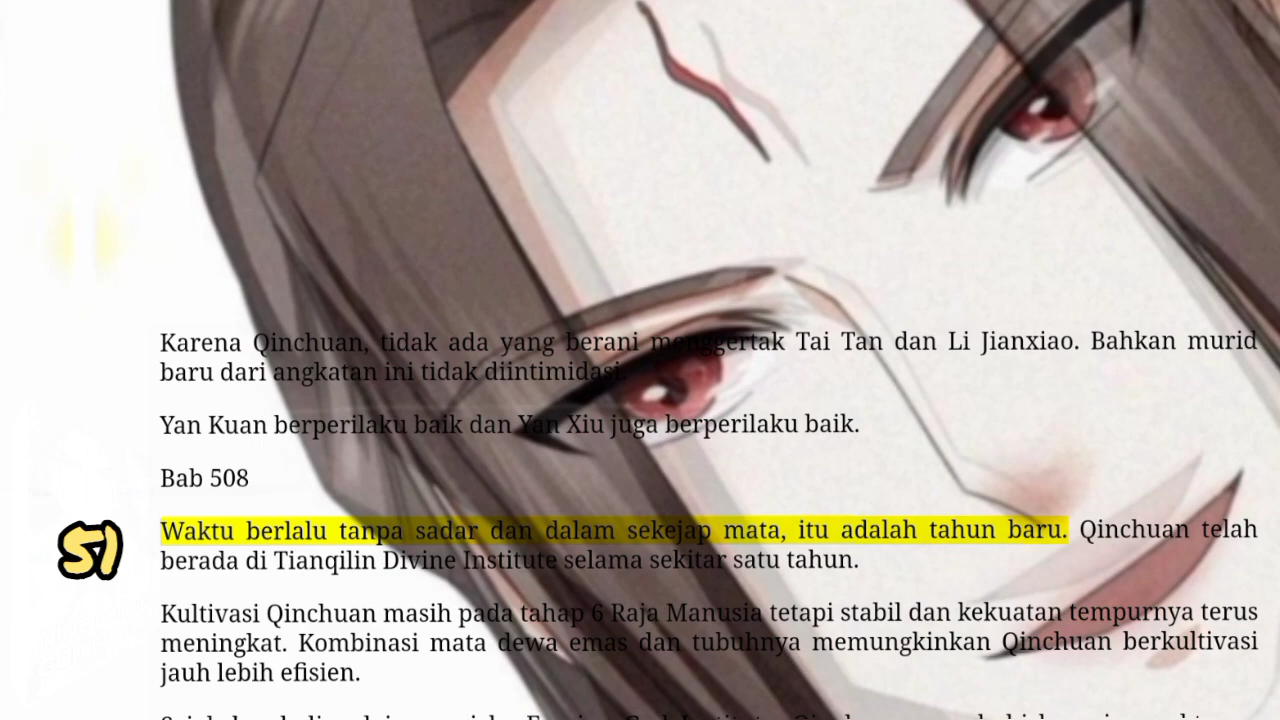 Karena Qinchuan, tidak ada yang berani menggertak Tai Tan dan Li Jianxiao. Bahkan murid
baru dari angkatan ini tidak diintimidasi.
Yan Kuan berperilaku baik dan Yan Xiu juga berperilaku baik.
Bab 508
51
Waktu berlalu tanpa sadar dan dalam sekejap mata, itu adalah tahun baru. Qinchuan telah
berada di Tianqilin Divine Institute selama sekitar satu tahun.
Kultivasi Qinchuan masih pada tahap 6 Raja Manusia tetapi stabil dan kekuatan tempurnya terus
meningkat. Kombinasi mata dewa emas dan tubuhnya memungkinkan Qinchuan berkultivasi
jauh lebih efisien.